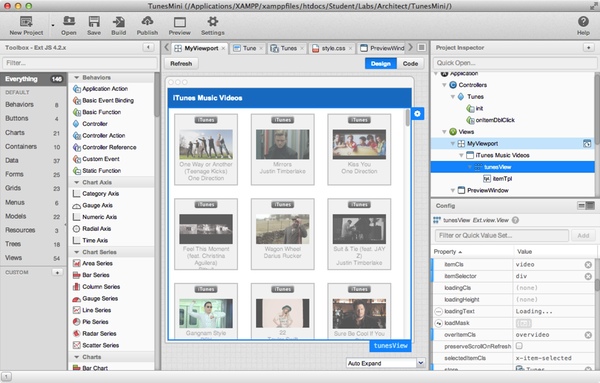 TunesMini (/Applications/XAMPP/xamppfiles/htdocs/Student/Labs/Architect/TunesMini/)
New Project
Open
Save
Build
Publish
Preview
Settings
Help
Toolbox - Ext JS 4.2.x
Filter...
Everything 146
DEFAULT
Behaviors 8
Buttons 4
Charts 21
Containers 10
Data 37
Forms 25
Grids 23
Menus 6
Models 22
Resources 3
Trees 18
Views 54
CUSTOM
Behaviors
Application Action
Basic Event Binding
Basic Function
Controller
Controller Action
Controller Reference
Custom Event
Static Function
Chart Axis
Category Axis
Gauge Axis
Numeric Axis
Radial Axis
Time Axis
Chart Series
Area Series
Bar Series
Column Series
Gauge Series
Line Series
Pie Series
Radar Series
Scatter Series
Charts
Bar Chart
MyViewport
Tune
Tunes
style.css
PreviewWind
Refresh
Design
Code
iTunes Music Videos
iTunes
iTunes
iTunes
One Way or Another
(Teenage Kicks)
One Direction
Mirrors
Justin Timberlake
Kiss You
One Direction
iTunes
iTunes
iTunes
Feel This Moment
(feat. Christina
Aguilera)
Wagon Wheel
Darius Rucker
Suit & Tie (feat. JAY
Z)
Justin Timberlake
iTunes
iTunes
iTunes
Gangnam Style
22
Sure Be Cool If You
tunesView
Auto Expand
Project Inspector
Quick Open...
Application
Controllers
Tunes
init
onItemDblClick
Views
MyViewport
iTunes Music Videos
tunesView
itemTpl
PreviewWindow
Config
tunesView Ext.view.View
Filter or Quick Value Set...
Add
Property
Value
itemCls video
itemSelector div
loadingCls (none)
loadingHeight (none)
loadingText Loading...
loadMask
overItemCls overvideo
preserveScrollOnRefresh
selectedItemCls x-item-selected
store Tunes